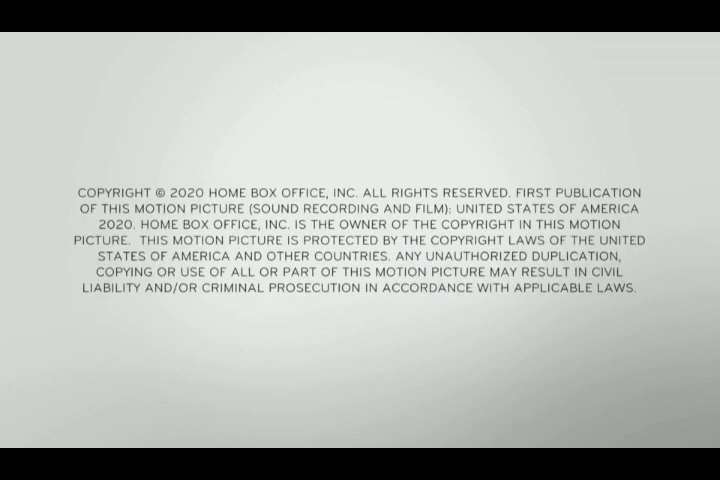 COPYRIGHT © 2020 HOME BOX OFFICE, INC. ALL RIGHTS RESERVED. FIRST PUBLICATION
OF THIS MOTION PICTURE (SOUND RECORDING AND FILM): UNITED STATES OF AMERICA
2020. HOME BOX OFFICE, INC. IS THE OWNER OF THE COPYRIGHT IN THIS MOTION
PICTURE.  THIS MOTION PICTURE IS PROTECTED BY THE COPYRIGHT LAWS OF THE UNITED
STATES OF AMERICA AND OTHER COUNTRIES. ANY UNAUTHORIZED DUPLICATION,
COPYING OR USE OF ALL OR PART OF THIS MOTION PICTURE MAY RESULT IN CIVIL
LIABILITY AND/OR CRIMINAL PROSECUTION IN ACCORDANCE WITH APPLICABLE LAWS.